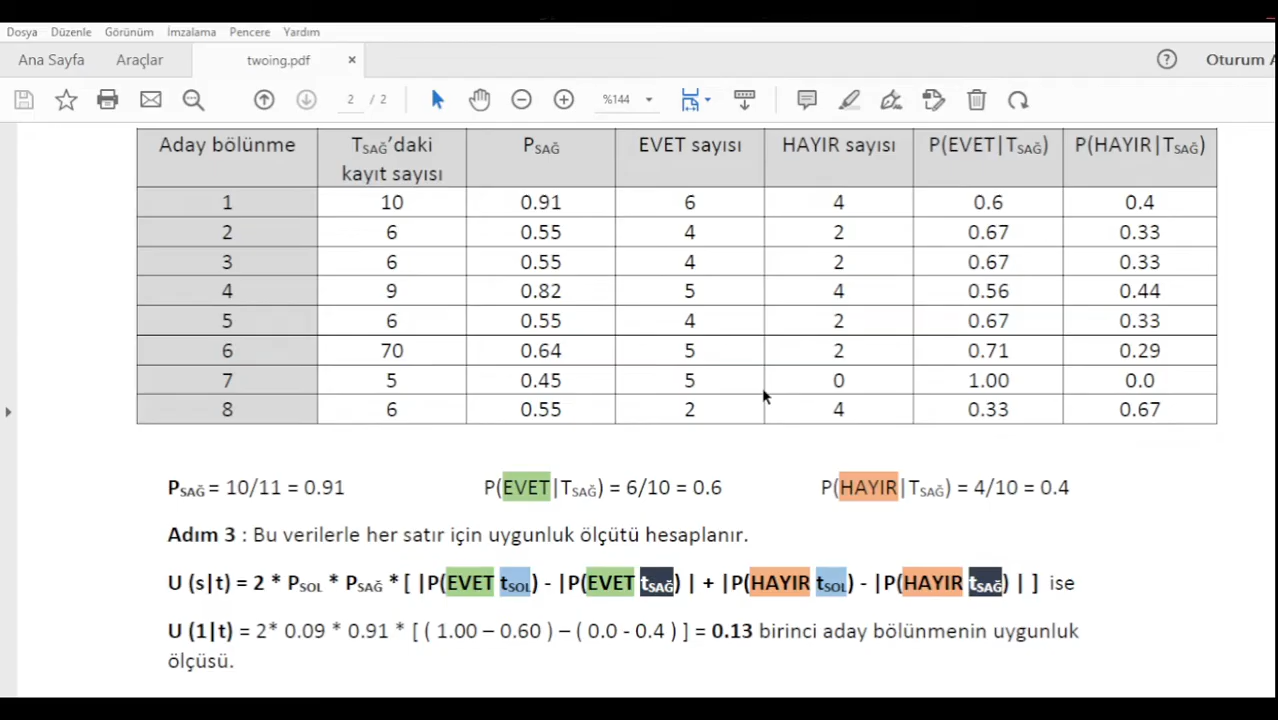 Dosya Düzenle Görünüm İmzalama Pencere Yardım
Ana Sayfa Araçlar twoing.pdf × ? Oturum A
2 / 2 %144
Aday bölünme TSAĞ'daki kayıt sayısı PSAĞ EVET sayısı HAYIR sayısı P(EVET|TSAĞ) P(HAYIR|TSAĞ)
1 10 0.91 6 4 0.6 0.4
2 6 0.55 4 2 0.67 0.33
3 6 0.55 4 2 0.67 0.33
4 9 0.82 5 4 0.56 0.44
5 6 0.55 4 2 0.67 0.33
6 70 0.64 5 2 0.71 0.29
7 5 0.45 5 0 1.00 0.0
8 6 0.55 2 4 0.33 0.67
PSAĞ = 10/11 = 0.91 P(EVET|TSAĞ) = 6/10 = 0.6 P(HAYIR|TSAĞ) = 4/10 = 0.4
Adım 3 : Bu verilerle her satır için uygunluk ölçütü hesaplanır.
U (s|t) = 2 * PSOL * PSAĞ * [ |P(EVET tSOL) - |P(EVET tSAĞ) | + |P(HAYIR tSOL) - |P(HAYIR tSAĞ) | ] ise
U (1|t) = 2* 0.09 * 0.91 * [ ( 1.00 – 0.60 ) – ( 0.0 - 0.4 ) ] = 0.13 birinci aday bölünmenin uygunluk
ölçüsü.